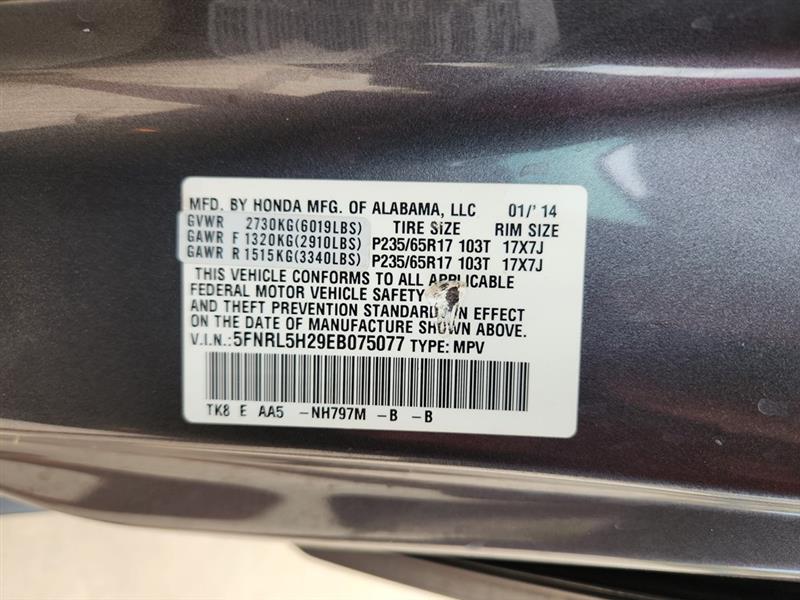 MFD. BY HONDA MFG. OF ALABAMA, LLC 01/' 14
GVWR 2730KG(6019LBS) TIRE SIZE RIM SIZE
GAWR F 1320KG(2910LBS) P235/65R17 103T 17X7J
GAWR R 1515KG(3340LBS) P235/65R17 103T 17X7J
THIS VEHICLE CONFORMS TO ALL APPLICABLE
FEDERAL MOTOR VEHICLE SAFETY
AND THEFT PREVENTION STANDARD IN EFFECT
ON THE DATE OF MANUFACTURE SHOWN ABOVE.
V.I.N.: 5FNRL5H29EB075077 TYPE: MPV
TK8 E AA5 -NH797M -B -B